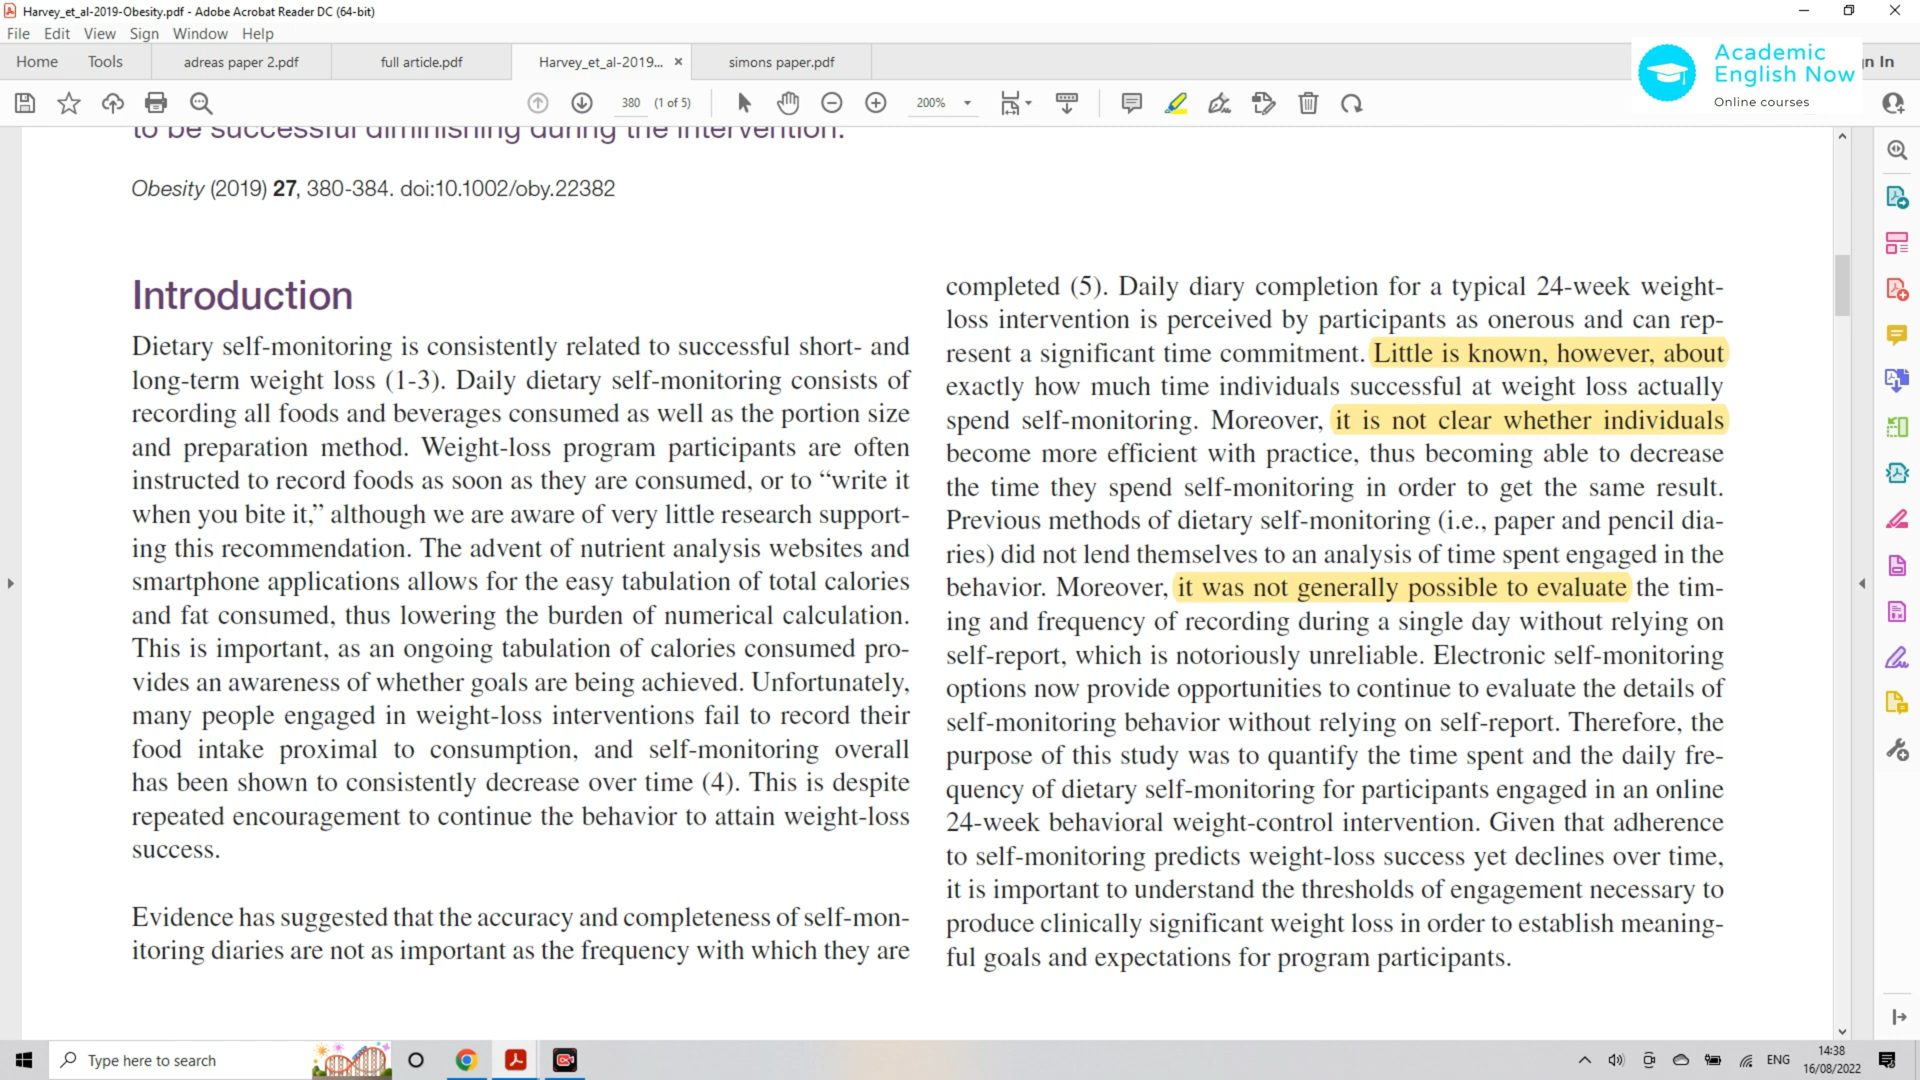 Harvey_et_al-2019-Obesity.pdf - Adobe Acrobat Reader DC (64-bit)
File Edit View Sign Window Help
Home Tools adreas paper 2.pdf full article.pdf Harvey_et_al-2019... × simons paper.pdf
Academic
English Now
Online courses
n In
380 (1 of 5) 200%
to be successful diminishing during the intervention.
Obesity (2019) 27, 380-384. doi:10.1002/oby.22382
Introduction
Dietary self-monitoring is consistently related to successful short- and
long-term weight loss (1-3). Daily dietary self-monitoring consists of
recording all foods and beverages consumed as well as the portion size
and preparation method. Weight-loss program participants are often
instructed to record foods as soon as they are consumed, or to “write it
when you bite it,” although we are aware of very little research support-
ing this recommendation. The advent of nutrient analysis websites and
smartphone applications allows for the easy tabulation of total calories
and fat consumed, thus lowering the burden of numerical calculation.
This is important, as an ongoing tabulation of calories consumed pro-
vides an awareness of whether goals are being achieved. Unfortunately,
many people engaged in weight-loss interventions fail to record their
food intake proximal to consumption, and self-monitoring overall
has been shown to consistently decrease over time (4). This is despite
repeated encouragement to continue the behavior to attain weight-loss
success.
Evidence has suggested that the accuracy and completeness of self-mon-
itoring diaries are not as important as the frequency with which they are
completed (5). Daily diary completion for a typical 24-week weight-
loss intervention is perceived by participants as onerous and can rep-
resent a significant time commitment. Little is known, however, about
exactly how much time individuals successful at weight loss actually
spend self-monitoring. Moreover, it is not clear whether individuals
become more efficient with practice, thus becoming able to decrease
the time they spend self-monitoring in order to get the same result.
Previous methods of dietary self-monitoring (i.e., paper and pencil dia-
ries) did not lend themselves to an analysis of time spent engaged in the
behavior. Moreover, it was not generally possible to evaluate the tim-
ing and frequency of recording during a single day without relying on
self-report, which is notoriously unreliable. Electronic self-monitoring
options now provide opportunities to continue to evaluate the details of
self-monitoring behavior without relying on self-report. Therefore, the
purpose of this study was to quantify the time spent and the daily fre-
quency of dietary self-monitoring for participants engaged in an online
24-week behavioral weight-control intervention. Given that adherence
to self-monitoring predicts weight-loss success yet declines over time,
it is important to understand the thresholds of engagement necessary to
produce clinically significant weight loss in order to establish meaning-
ful goals and expectations for program participants.
Type here to search
ENG
14:38
16/08/2022